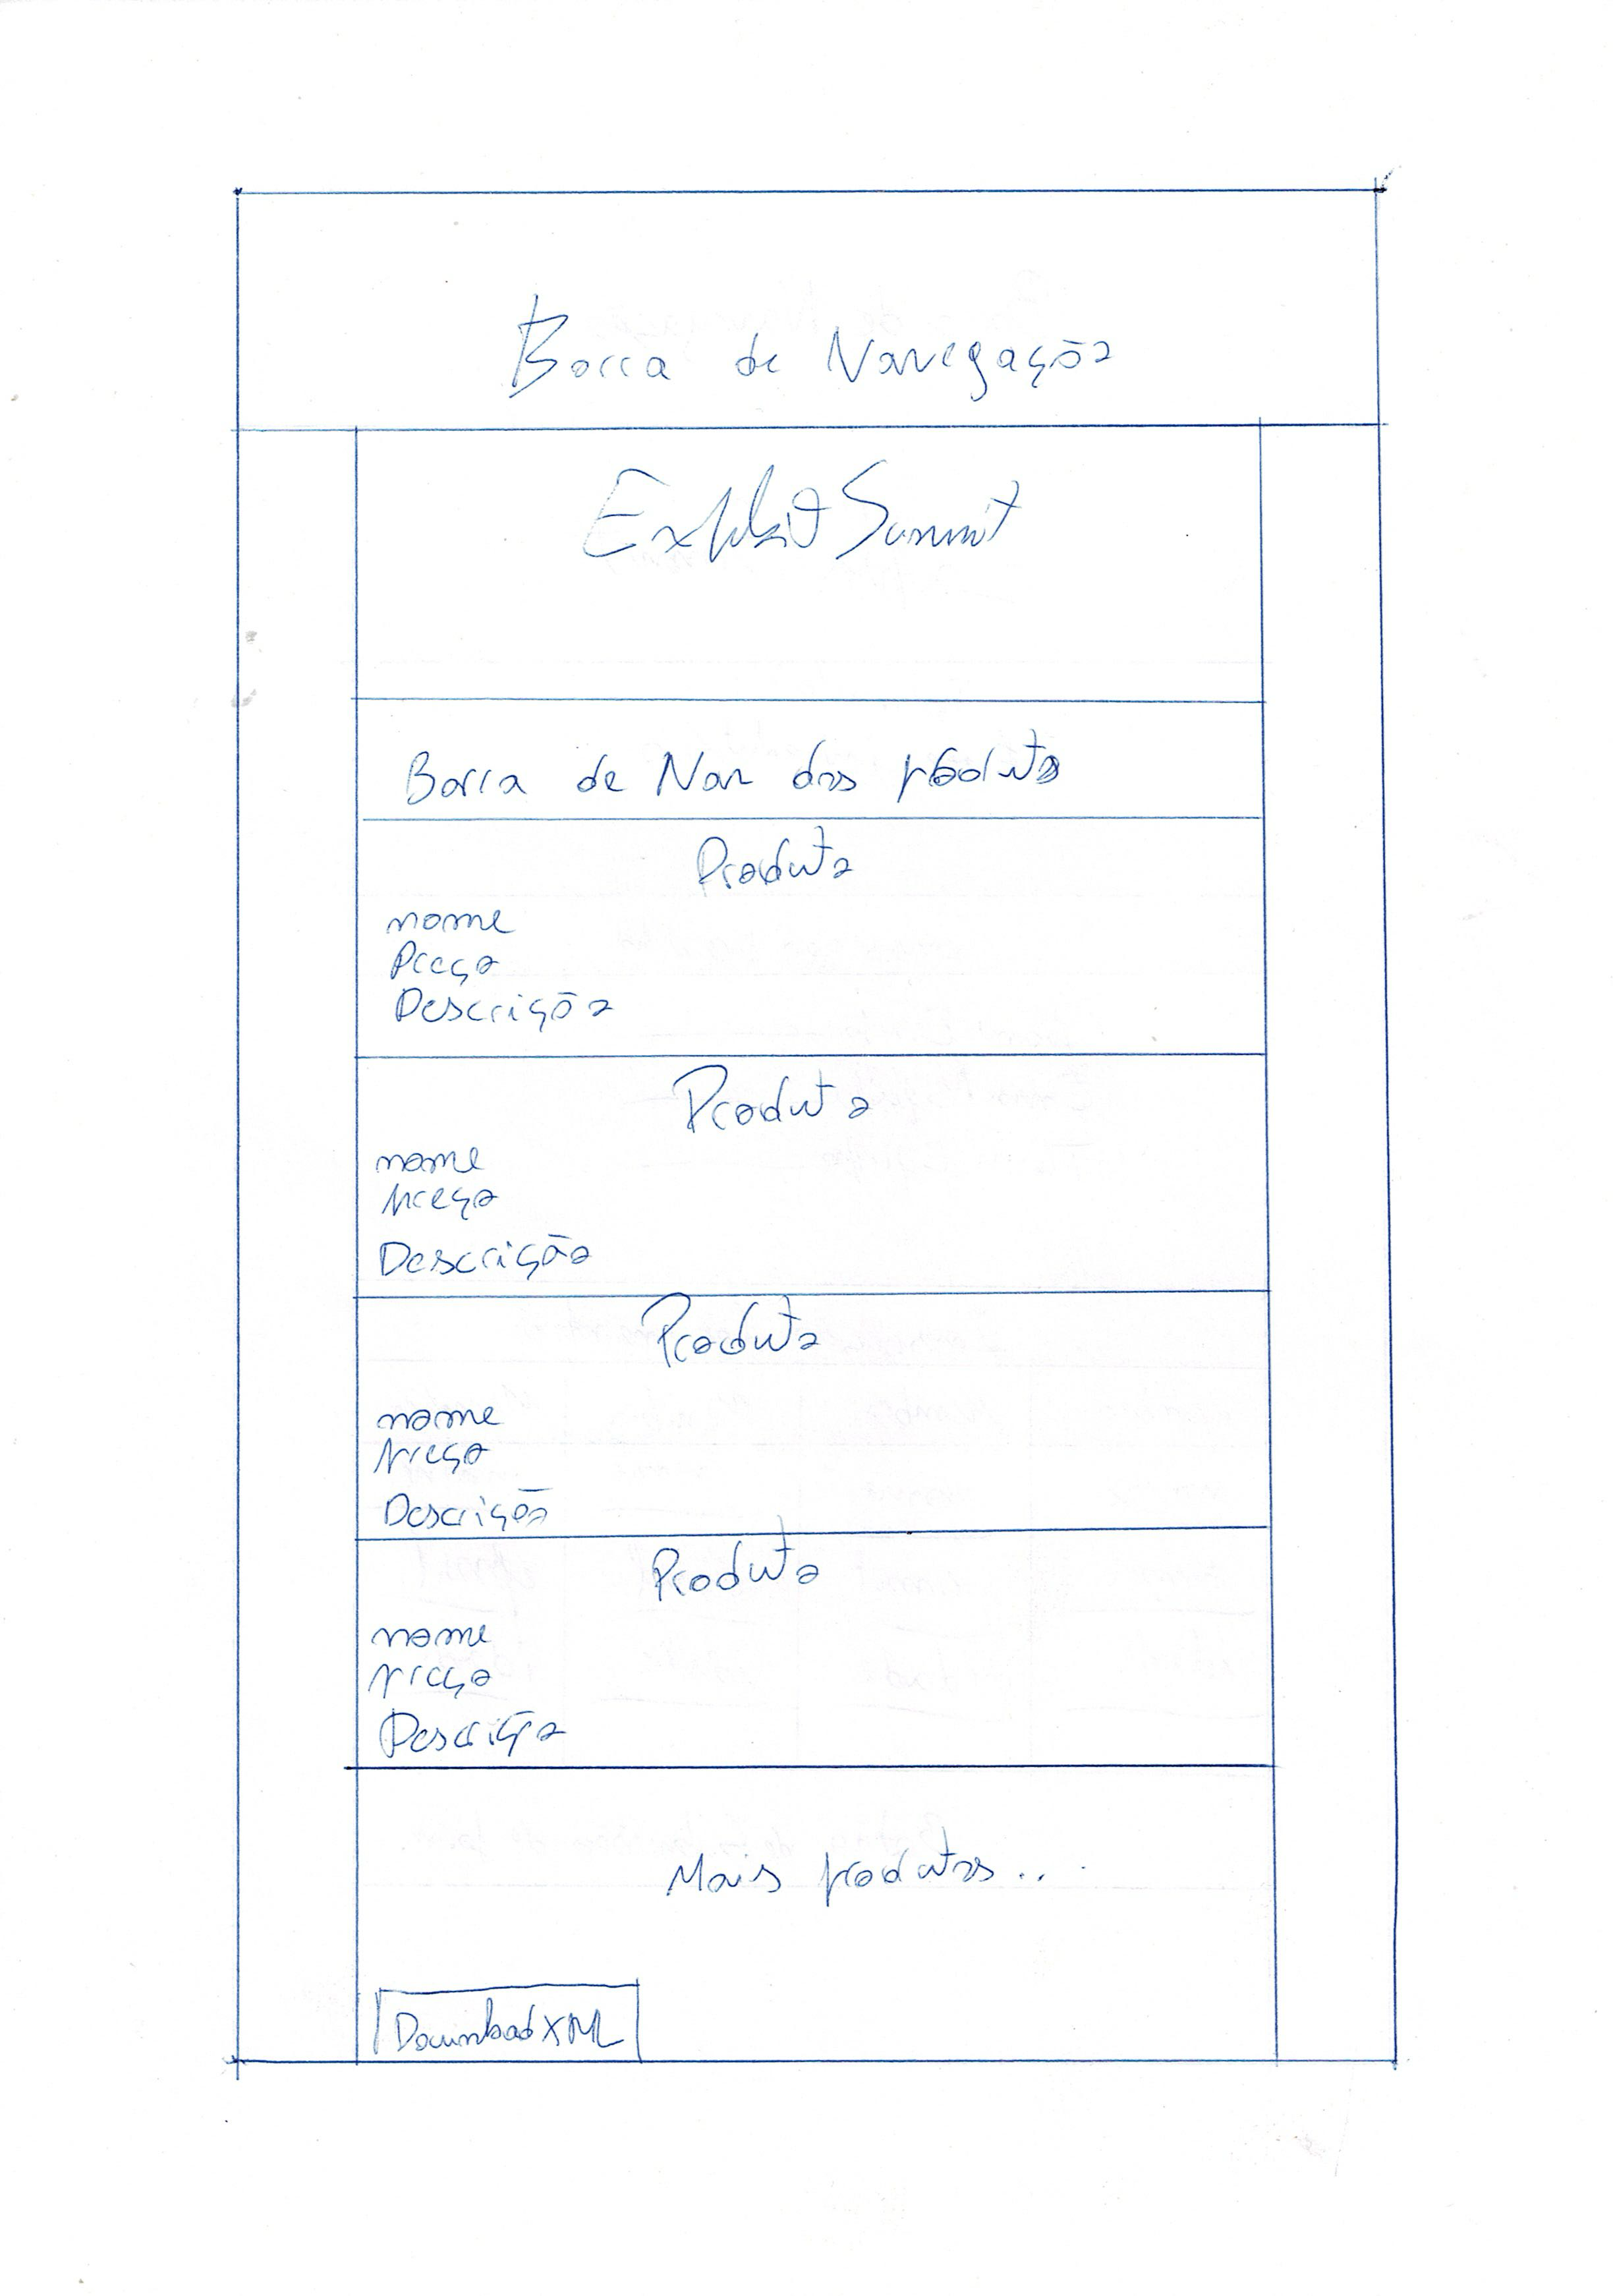 Barra de Navegação
Exploit Summit
Barra de Nav dos produtos
Produto
nome
Preço
Descrição
Produto
nome
preço
Descrição
Produto
nome
preço
Descrição
Produto
nome
preço
Descrição
Mais produtos...
Download XML